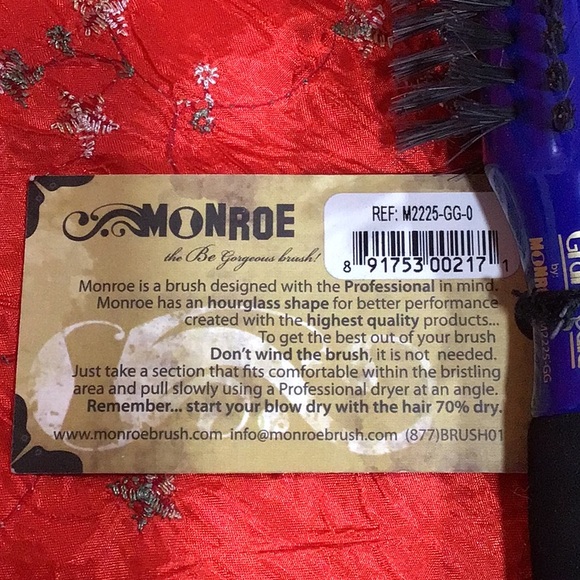 MONROE
the Be Gorgeous brush!
REF: M2225-GG-0
8 91753 00217 1
Monroe is a brush designed with the Professional in mind.
Monroe has an hourglass shape for better performance
created with the highest quality products...
To get the best out of your brush
Don't wind the brush, it is not needed.
Just take a section that fits comfortable within the bristling
area and pull slowly using a Professional dryer at an angle.
Remember... start your blow dry with the hair 70% dry.
www.monroebrush.com info@monroebrush.com (877)BRUSH01
by
MONROE
M2225-GG